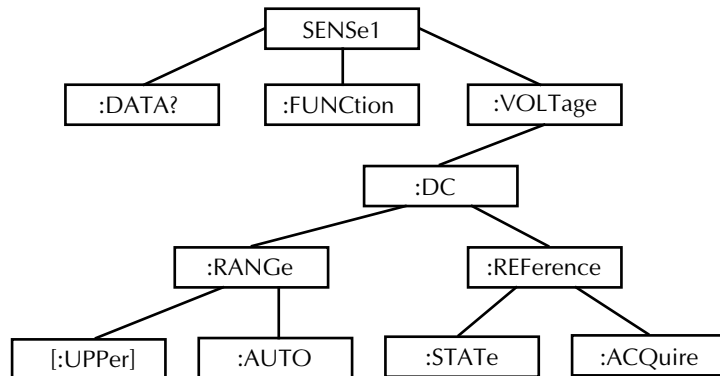 SENSe1
:DATA?
:FUNCtion
:VOLTage
:DC
:RANGe
:REFerence
[:UPPer]
:AUTO
:STATe
:ACQuire